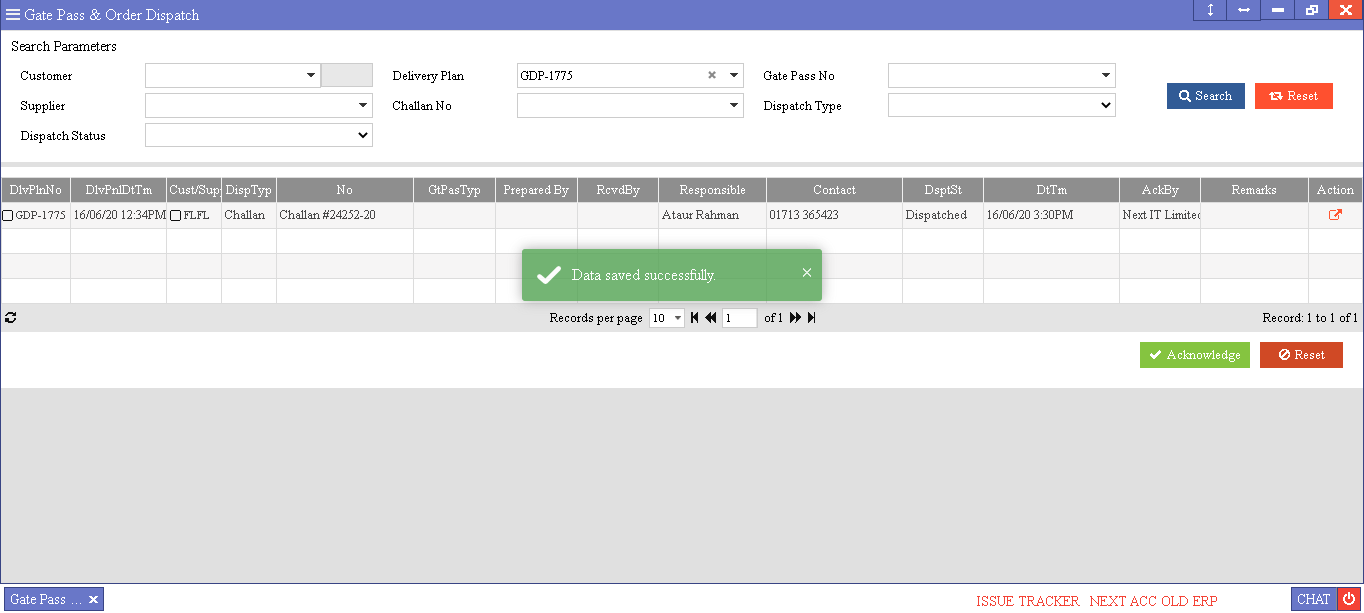 Gate Pass & Order Dispatch
Search Parameters
Customer Delivery Plan GDP-1775 Gate Pass No
Supplier Challan No Dispatch Type Search Reset
Dispatch Status
DlvPlnNo DlvPnlDtTm Cust/Sup DispTyp No GtPasTyp Prepared By RcvdBy Responsible Contact DsptSt DtTm AckBy Remarks Action
GDP-1775 16/06/20 12:34PM FLFL Challan Challan #24252-20 Ataur Rahman 01713 365423 Dispatched 16/06/20 3:30PM Next IT Limited
Data saved successfully.
Records per page 10 1 of 1 Record: 1 to 1 of 1
Acknowledge Reset
Gate Pass ... ISSUE TRACKER NEXT ACC OLD ERP CHAT